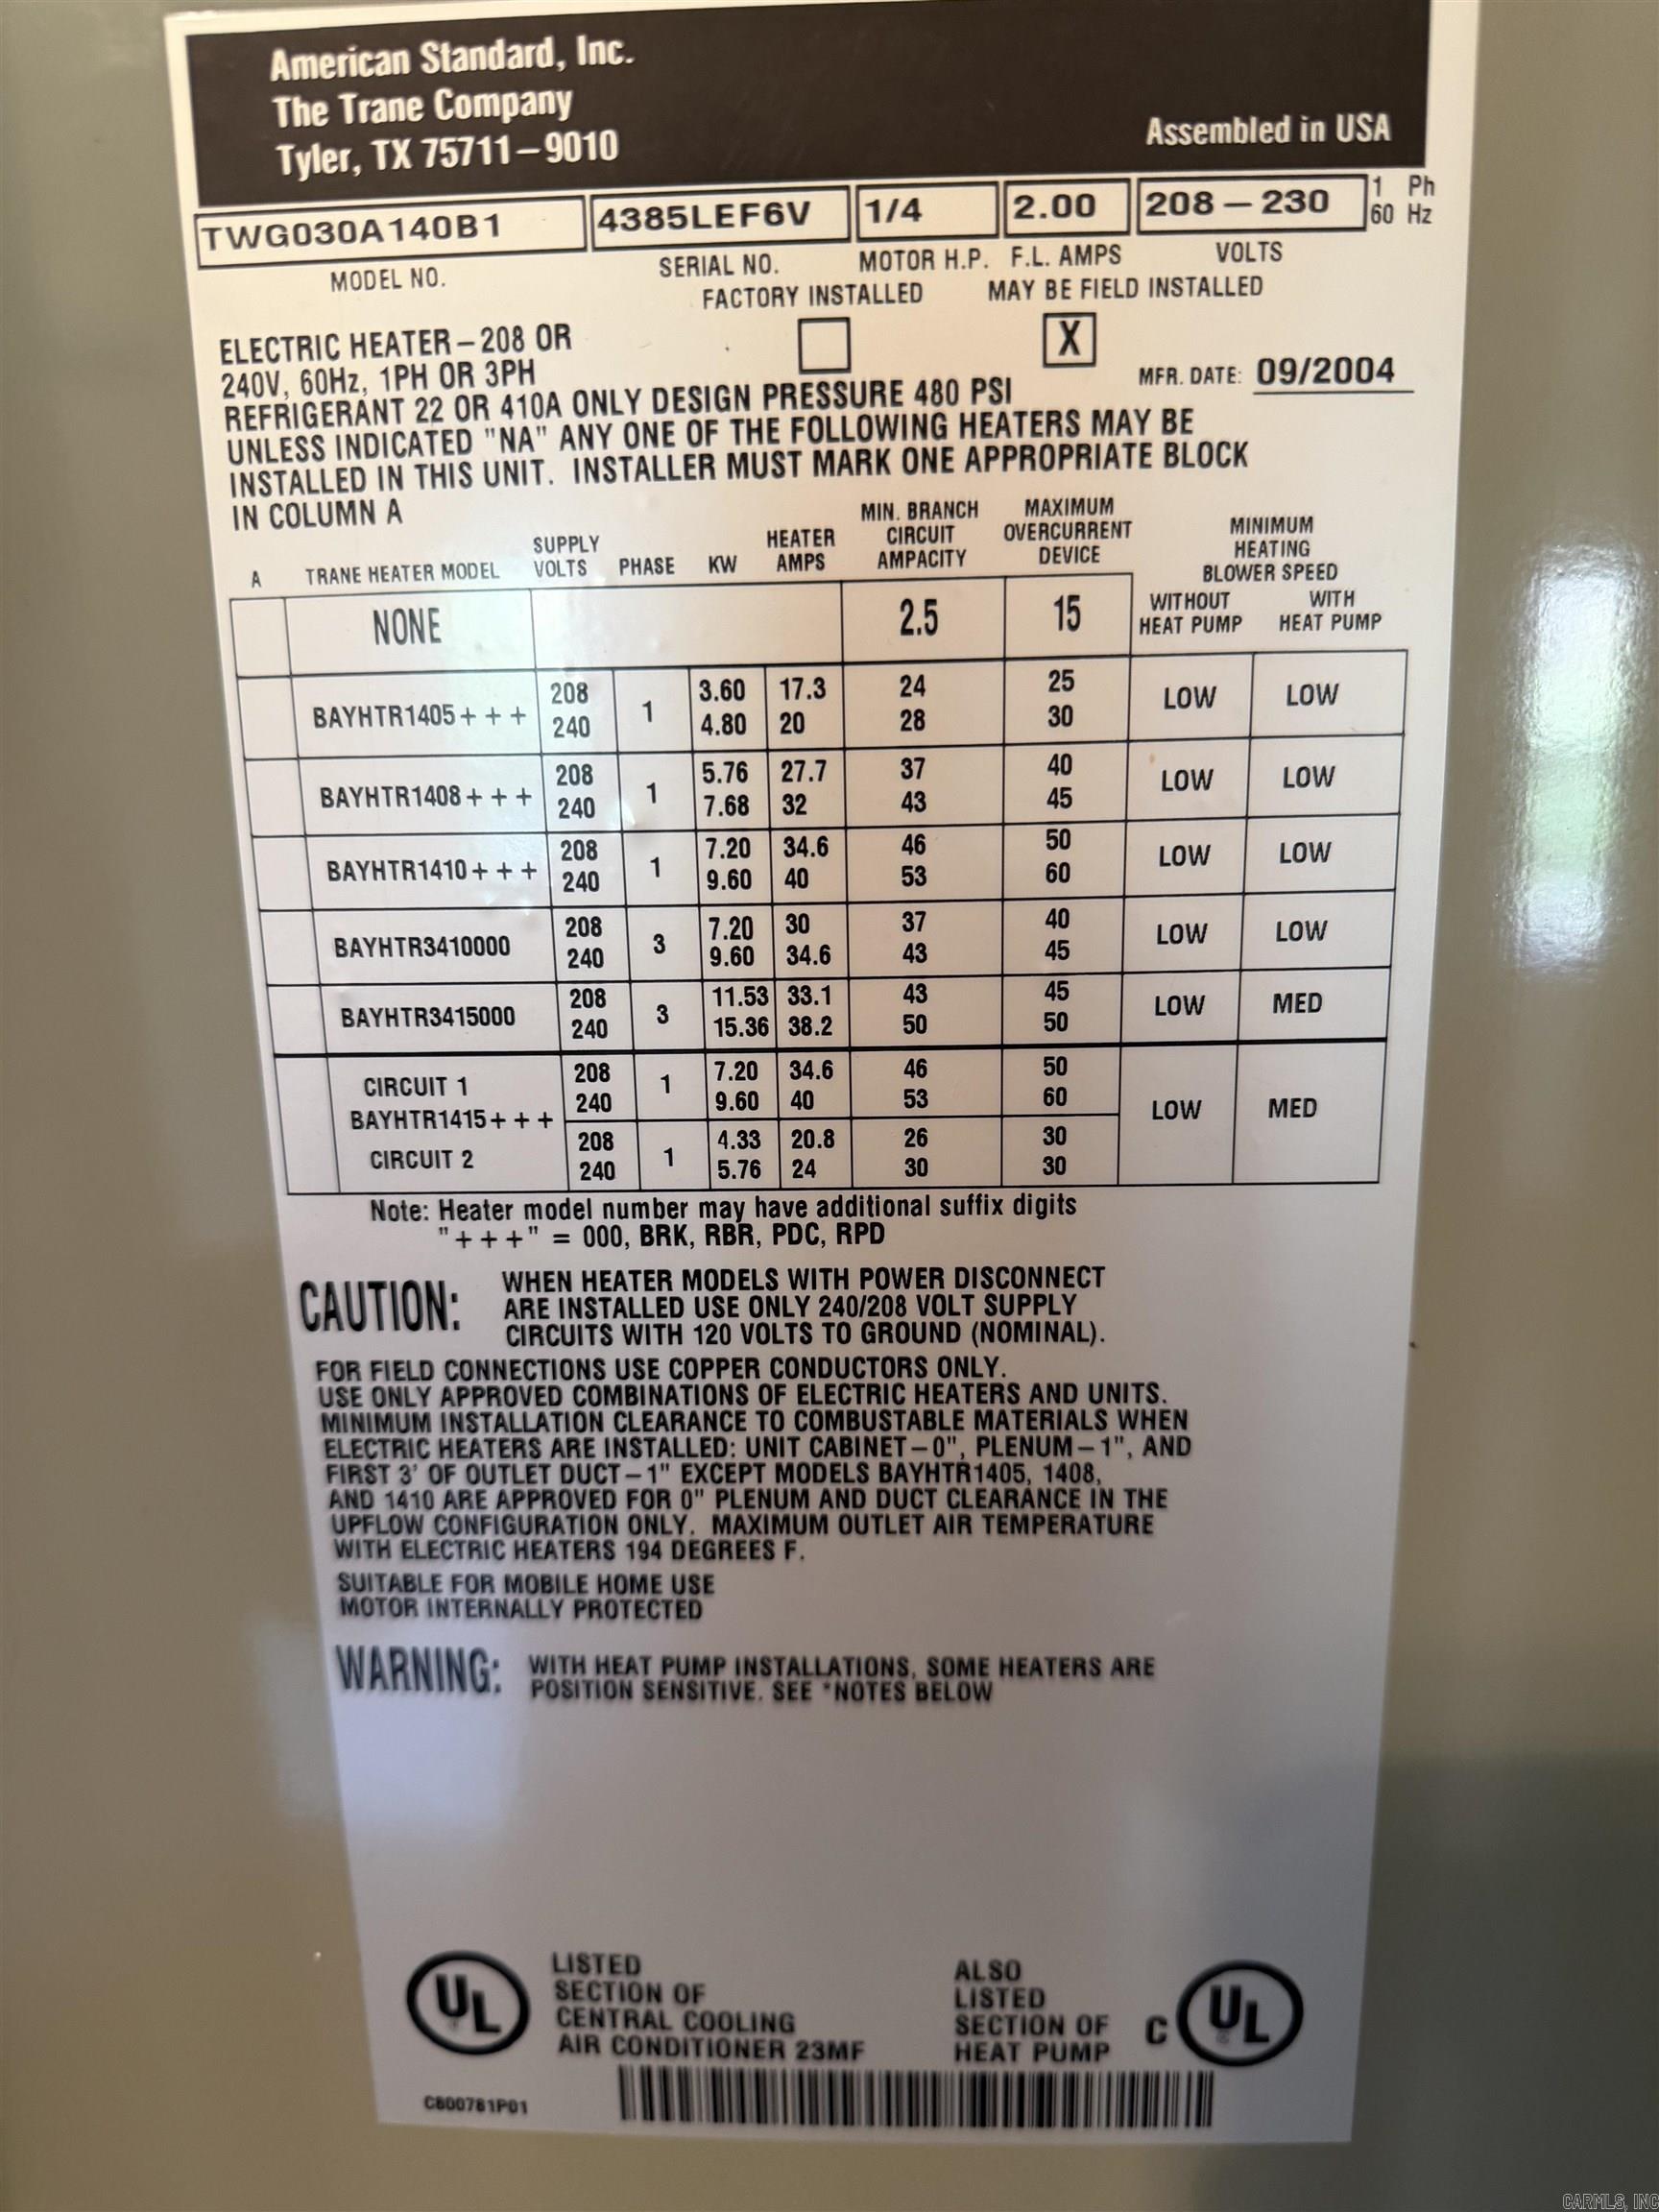 American Standard, Inc.
The Trane Company
Tyler, TX 75711-9010
Assembled in USA
TWG030A140B1 4385LEF6V 1/4 2.00 208-230 1 Ph
60 Hz
MODEL NO. SERIAL NO. MOTOR H.P. F.L. AMPS VOLTS
FACTORY INSTALLED MAY BE FIELD INSTALLED
ELECTRIC HEATER-208 OR X
240V, 60Hz, 1PH OR 3PH MFR. DATE: 09/2004
REFRIGERANT 22 OR 410A ONLY DESIGN PRESSURE 480 PSI
UNLESS INDICATED "NA" ANY ONE OF THE FOLLOWING HEATERS MAY BE
INSTALLED IN THIS UNIT. INSTALLER MUST MARK ONE APPROPRIATE BLOCK
IN COLUMN A
A TRANE HEATER MODEL SUPPLY VOLTS PHASE KW HEATER AMPS MIN. BRANCH CIRCUIT AMPACITY MAXIMUM OVERCURRENT DEVICE MINIMUM HEATING BLOWER SPEED
WITHOUT HEAT PUMP WITH HEAT PUMP
NONE 2.5 15
BAYHTR1405+++ 208 1 3.60 17.3 24 25 LOW LOW
240 4.80 20 28 30
BAYHTR1408+++ 208 1 5.76 27.7 37 40 LOW LOW
240 7.68 32 43 45
BAYHTR1410+++ 208 1 7.20 34.6 46 50 LOW LOW
240 9.60 40 53 60
BAYHTR3410000 208 3 7.20 30 37 40 LOW LOW
240 9.60 34.6 43 45
BAYHTR3415000 208 3 11.53 33.1 43 45 LOW MED
240 15.36 38.2 50 50
CIRCUIT 1 208 1 7.20 34.6 46 50
240 9.60 40 53 60
BAYHTR1415+++ LOW MED
CIRCUIT 2 208 1 4.33 20.8 26 30
240 5.76 24 30 30
Note: Heater model number may have additional suffix digits
"+++" = 000, BRK, RBR, PDC, RPD
CAUTION: WHEN HEATER MODELS WITH POWER DISCONNECT
ARE INSTALLED USE ONLY 240/208 VOLT SUPPLY
CIRCUITS WITH 120 VOLTS TO GROUND (NOMINAL).
FOR FIELD CONNECTIONS USE COPPER CONDUCTORS ONLY.
USE ONLY APPROVED COMBINATIONS OF ELECTRIC HEATERS AND UNITS.
MINIMUM INSTALLATION CLEARANCE TO COMBUSTABLE MATERIALS WHEN
ELECTRIC HEATERS ARE INSTALLED: UNIT CABINET-0", PLENUM-1", AND
FIRST 3' OF OUTLET DUCT-1" EXCEPT MODELS BAYHTR1405, 1408,
AND 1410 ARE APPROVED FOR 0" PLENUM AND DUCT CLEARANCE IN THE
UPFLOW CONFIGURATION ONLY. MAXIMUM OUTLET AIR TEMPERATURE
WITH ELECTRIC HEATERS 194 DEGREES F.
SUITABLE FOR MOBILE HOME USE
MOTOR INTERNALLY PROTECTED
WARNING: WITH HEAT PUMP INSTALLATIONS, SOME HEATERS ARE
POSITION SENSITIVE. SEE *NOTES BELOW
UL LISTED
SECTION OF
CENTRAL COOLING
AIR CONDITIONER 23MF
ALSO
LISTED
SECTION OF
HEAT PUMP
C UL
C800781P01
CARMLS, INC